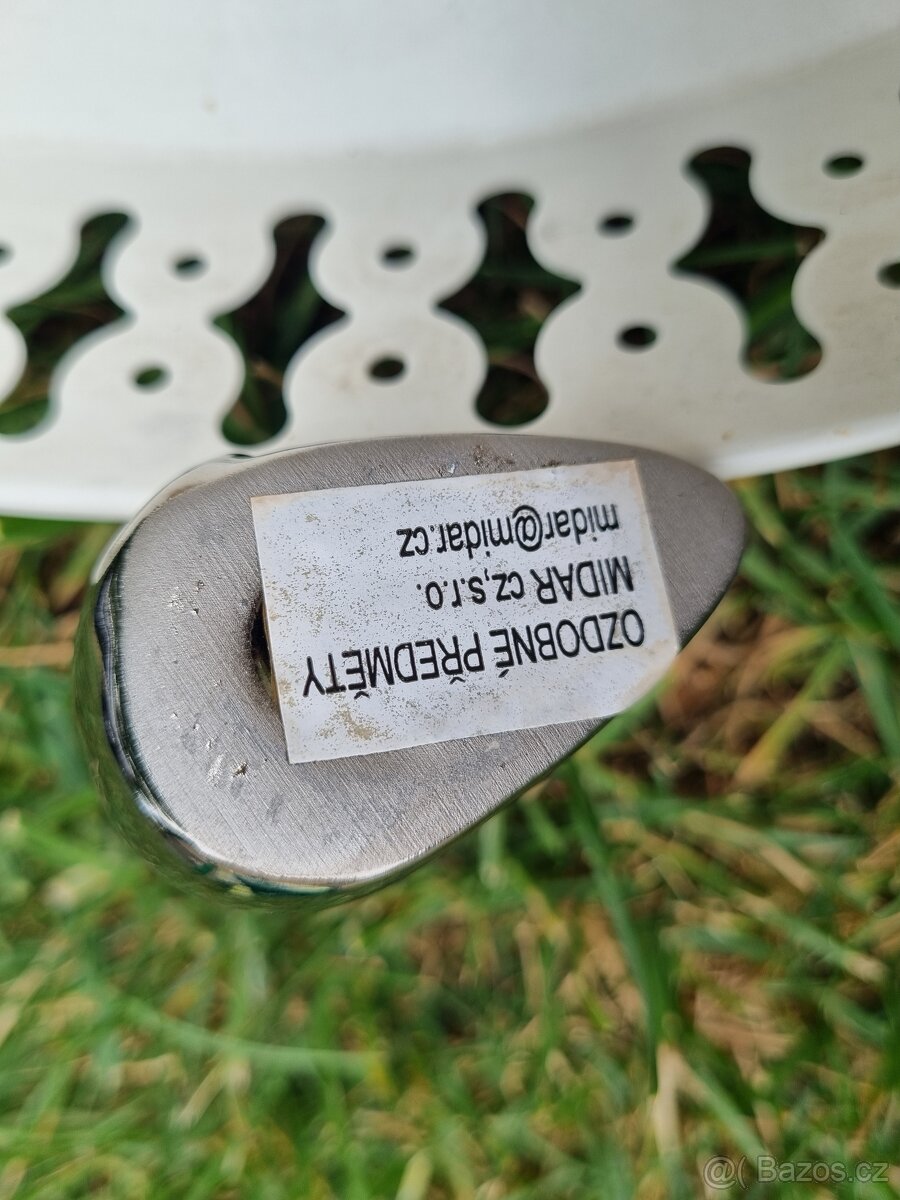 OZDOBNÉ PŘEDMĚTY
MIDAR cz,s.r.o.
midar@midar.cz
@( Bazos.cz